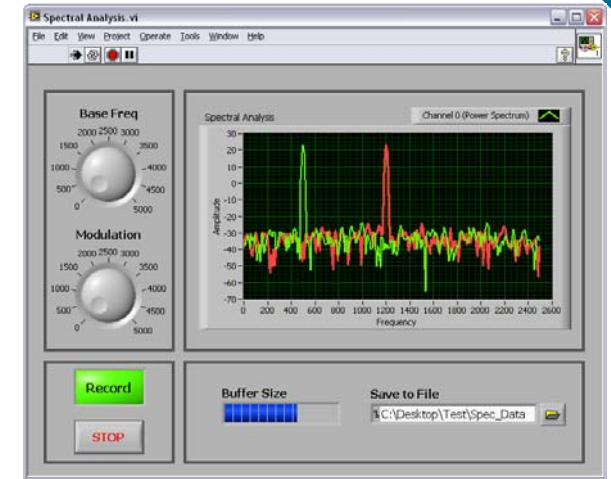 Spectral Analysis.vi
File Edit View Project Operate Tools Window Help
Base Freq
2000 2500 3000
1500 3500
1000 4000
500 4500
0 5000
Modulation
2000 2500 3000
1500 3500
1000 4000
500 4500
0 5000
Spectral Analysis
Channel 0 (Power Spectrum)
30
20
10
0
-10
-20
-30
-40
-50
-60
-70
Amplitude
0 200 400 600 800 1000 1200 1400 1600 1800 2000 2200 2400 2600
Frequency
Record
STOP
Buffer Size
Save to File
C:\Desktop\Test\Spec_Data